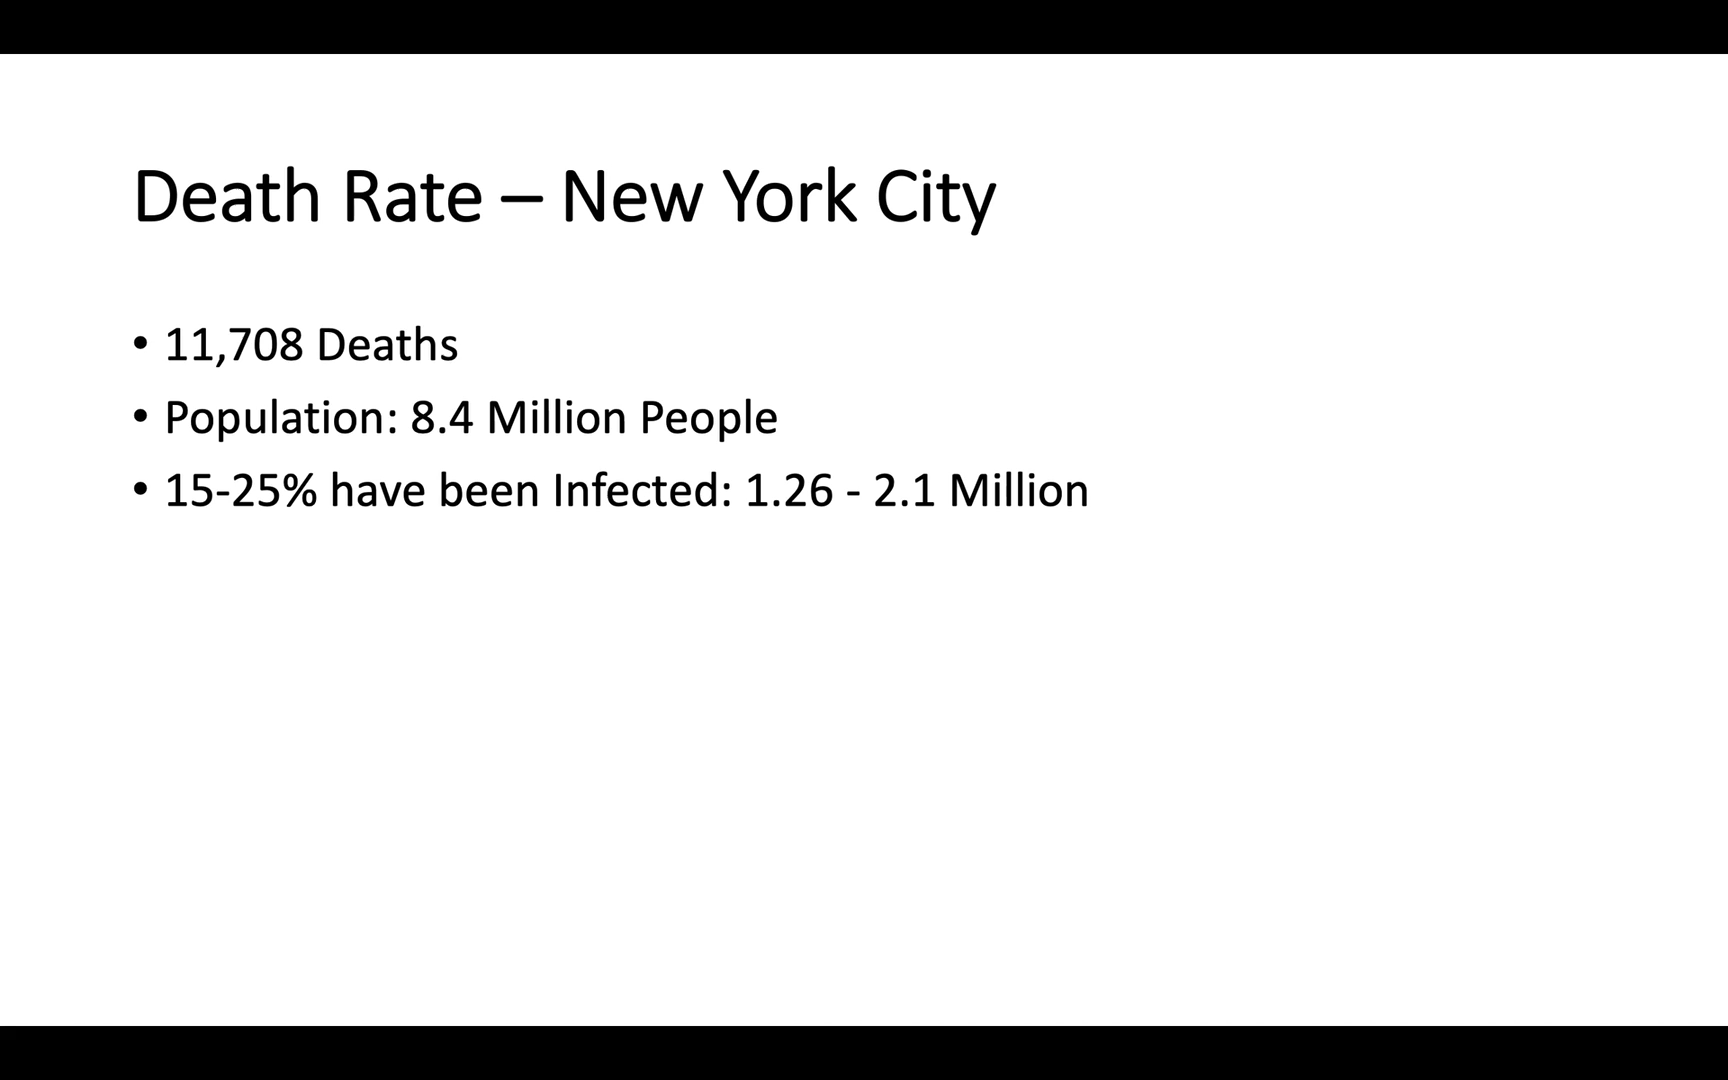 Death Rate – New York City
• 11,708 Deaths
• Population: 8.4 Million People
• 15-25% have been Infected: 1.26 - 2.1 Million